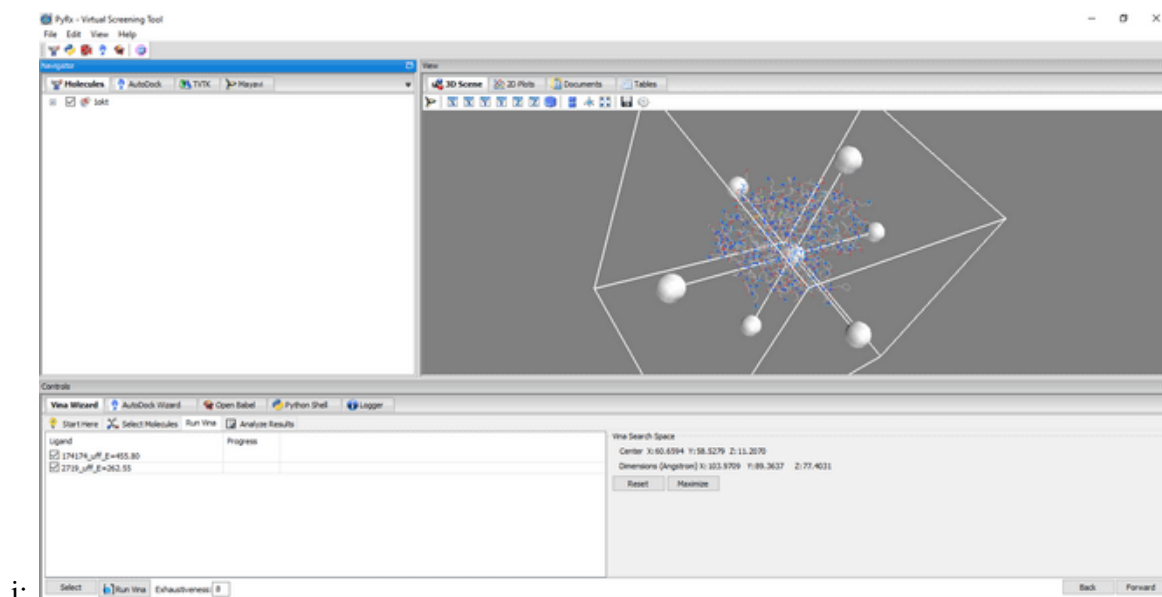 PyRx - Virtual Screening Tool
File Edit View Help
Navigator
View
Molecules AutoDock TVTK Mayavi
3D Scene 2D Plots Documents Tables
1okt
X X Y Y Z Z
Controls
Vina Wizard AutoDock Wizard Open Babel Python Shell Logger
Start Here Select Molecules Run Vina Analyze Results
Ligand Progress
174174_uff_E=455.80
2719_uff_E=262.55
Vina Search Space
Center X:60.6594 Y:58.5279 Z:11.2070
Dimensions (Angstrom) X: 103.9709 Y:89.3637 Z:77.4031
Reset Maximize
i:
Select Run Vina Exhaustiveness: 8
Back Forward